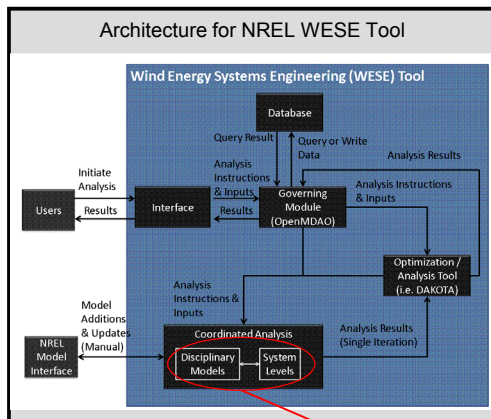 Architecture for NREL WESE Tool
Wind Energy Systems Engineering (WESE) Tool
Database
Query Result
Query or Write
Data
Analysis Results
Initiate
Analysis
Analysis
Instructions
& Inputs
Analysis Instructions
& Inputs
Users
Interface
Governing
Module
(OpenMDAO)
Results
Results
Optimization /
Analysis Tool
(i.e. DAKOTA)
Model
Additions
& Updates
(Manual)
Analysis
Instructions &
Inputs
Coordinated Analysis
Analysis Results
(Single Iteration)
NREL
Model
Interface
Disciplinary
Models
System
Levels